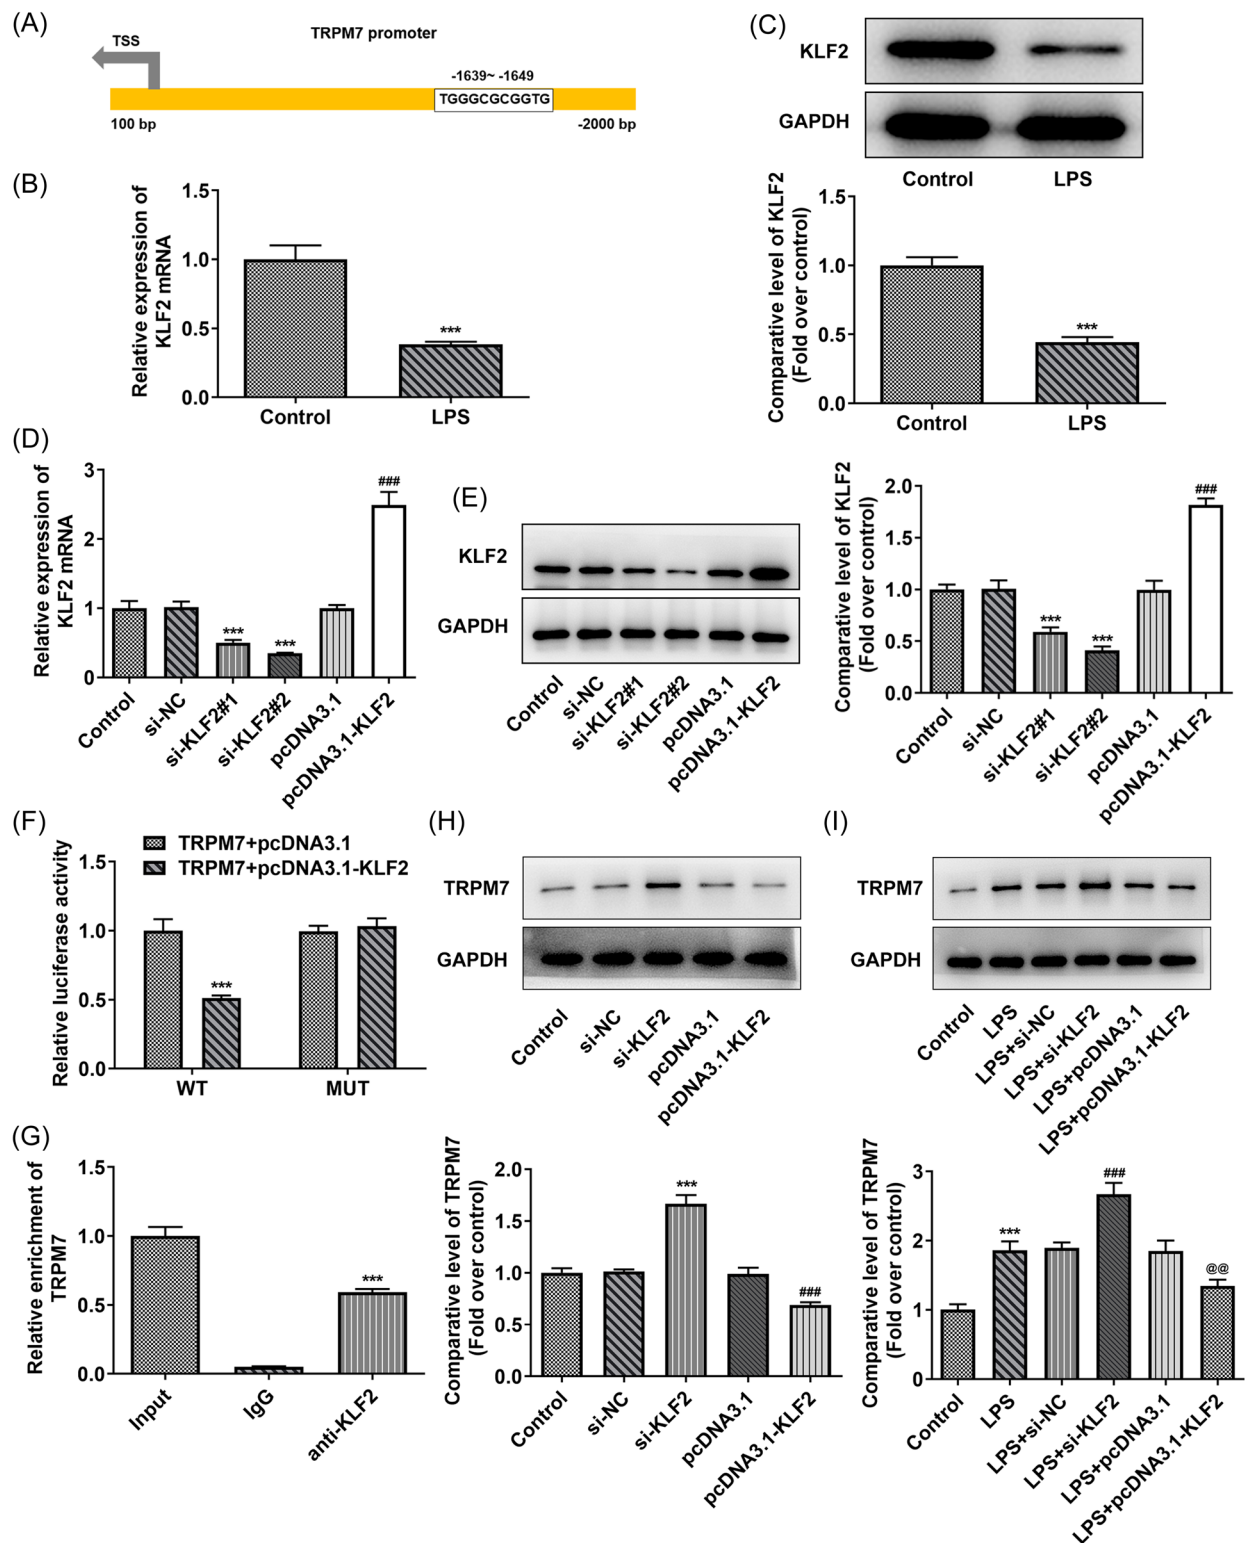 (A)
TSS
TRPM7 promoter
-1639~ -1649
TGGGCGCGGTG
100 bp
-2000 bp
(B)
Relative expression of
KLF2 mRNA
1.5
1.0
0.5
0.0
***
Control
LPS
(C)
KLF2
GAPDH
Control
LPS
Comparative level of KLF2
(Fold over control)
1.5
1.0
0.5
0.0
***
Control
LPS
(D)
Relative expression of
KLF2 mRNA
3
2
1
0
***
***
###
Control
si-NC
si-KLF2#1
si-KLF2#2
pcDNA3.1
pcDNA3.1-KLF2
(E)
KLF2
GAPDH
Control
si-NC
si-KLF2#1
si-KLF2#2
pcDNA3.1
pcDNA3.1-KLF2
Comparative level of KLF2
(Fold over control)
2.0
1.5
1.0
0.5
0.0
***
***
###
Control
si-NC
si-KLF2#1
si-KLF2#2
pcDNA3.1
pcDNA3.1-KLF2
(F)
TRPM7+pcDNA3.1
TRPM7+pcDNA3.1-KLF2
Relative luciferase activity
1.5
1.0
0.5
0.0
***
WT
MUT
(G)
Relative enrichment of
TRPM7
1.5
1.0
0.5
0.0
***
Input
IgG
anti-KLF2
(H)
TRPM7
GAPDH
Control
si-NC
si-KLF2
pcDNA3.1
pcDNA3.1-KLF2
Comparative level of TRPM7
(Fold over control)
2.0
1.5
1.0
0.5
0.0
***
###
Control
si-NC
si-KLF2
pcDNA3.1
pcDNA3.1-KLF2
(I)
TRPM7
GAPDH
Control
LPS
LPS+si-NC
LPS+si-KLF2
LPS+pcDNA3.1
LPS+pcDNA3.1-KLF2
Comparative level of TRPM7
(Fold over control)
3
2
1
0
***
###
@@
Control
LPS
LPS+si-NC
LPS+si-KLF2
LPS+pcDNA3.1
LPS+pcDNA3.1-KLF2